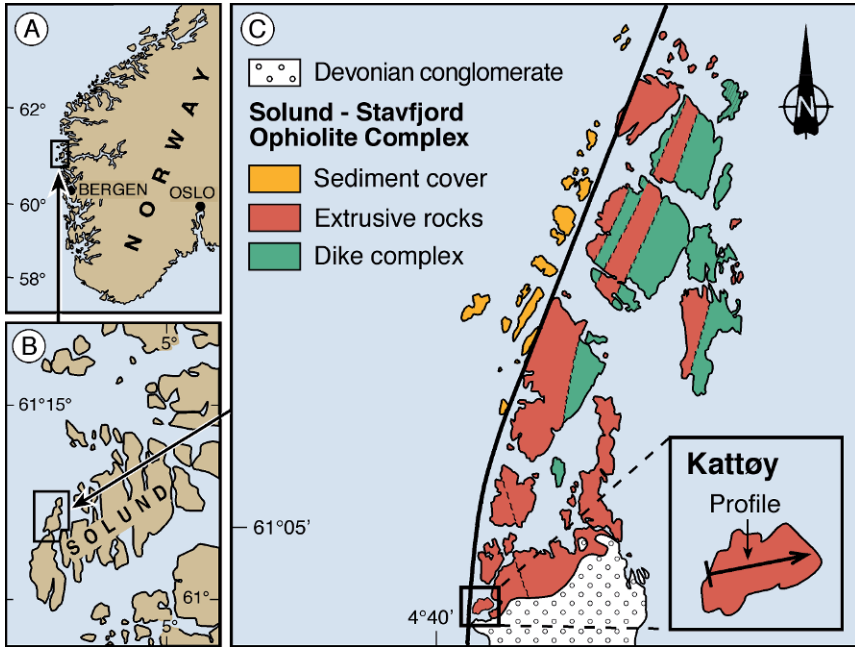 A
62°
60°
58°
NORWAY
BERGEN
OSLO
B
5°
61°15'
SOLUND
61°
5°
C
Devonian conglomerate
Solund - Stavfjord
Ophiolite Complex
Sediment cover
Extrusive rocks
Dike complex
N
61°05'
4°40'
Kattøy
Profile